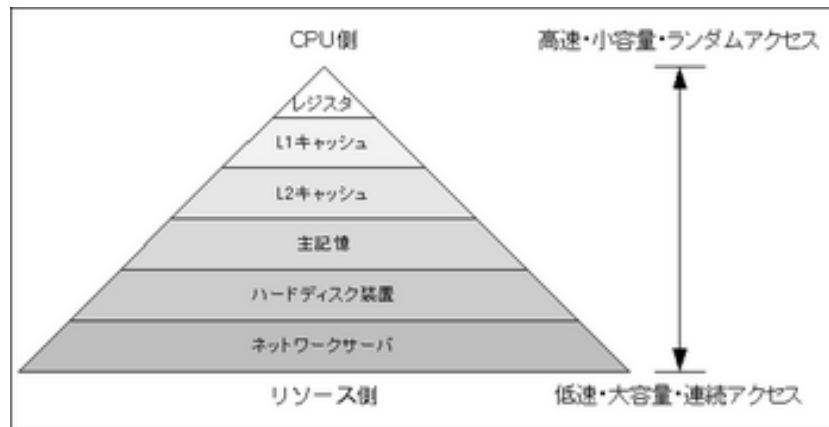 CPU側
高速・小容量・ランダムアクセス
レジスタ
L1キャッシュ
L2キャッシュ
主記憶
ハードディスク装置
ネットワークサーバ
リソース側
低速・大容量・連続アクセス